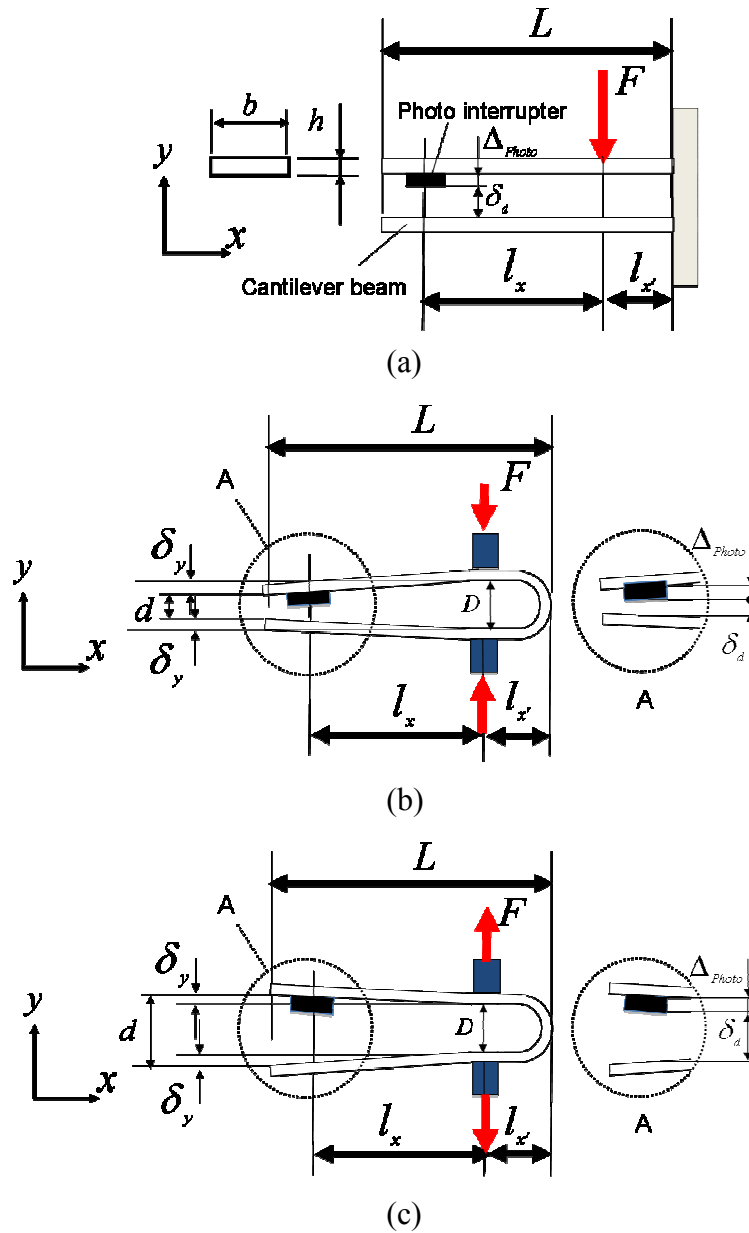 L
F
b
h
Photo interrupter
Δ_Photo
y
δ_d
x
Cantilever beam
l_x
l_x'
(a)
L
A
F
δ_y
Δ_Photo
y
d
D
x
δ_y
δ_d
l_x
l_x'
A
(b)
L
A
F
δ_y
Δ_Photo
y
d
D
δ_d
x
δ_y
l_x
l_x'
A
(c)